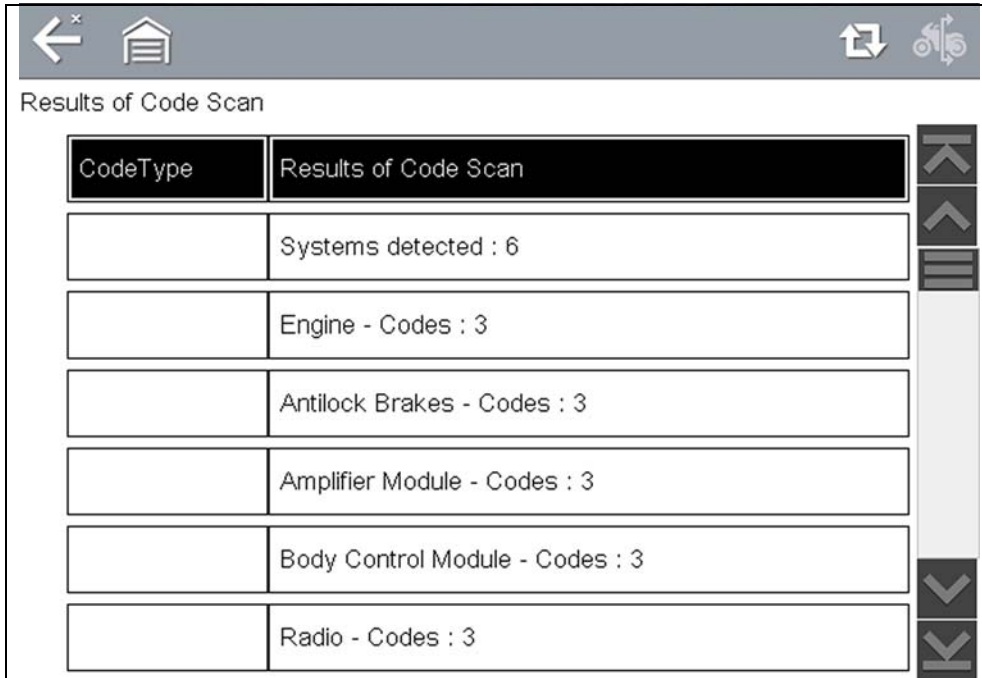 Results of Code Scan
CodeType Results of Code Scan
Systems detected : 6
Engine - Codes : 3
Antilock Brakes - Codes : 3
Amplifier Module - Codes : 3
Body Control Module - Codes : 3
Radio - Codes : 3